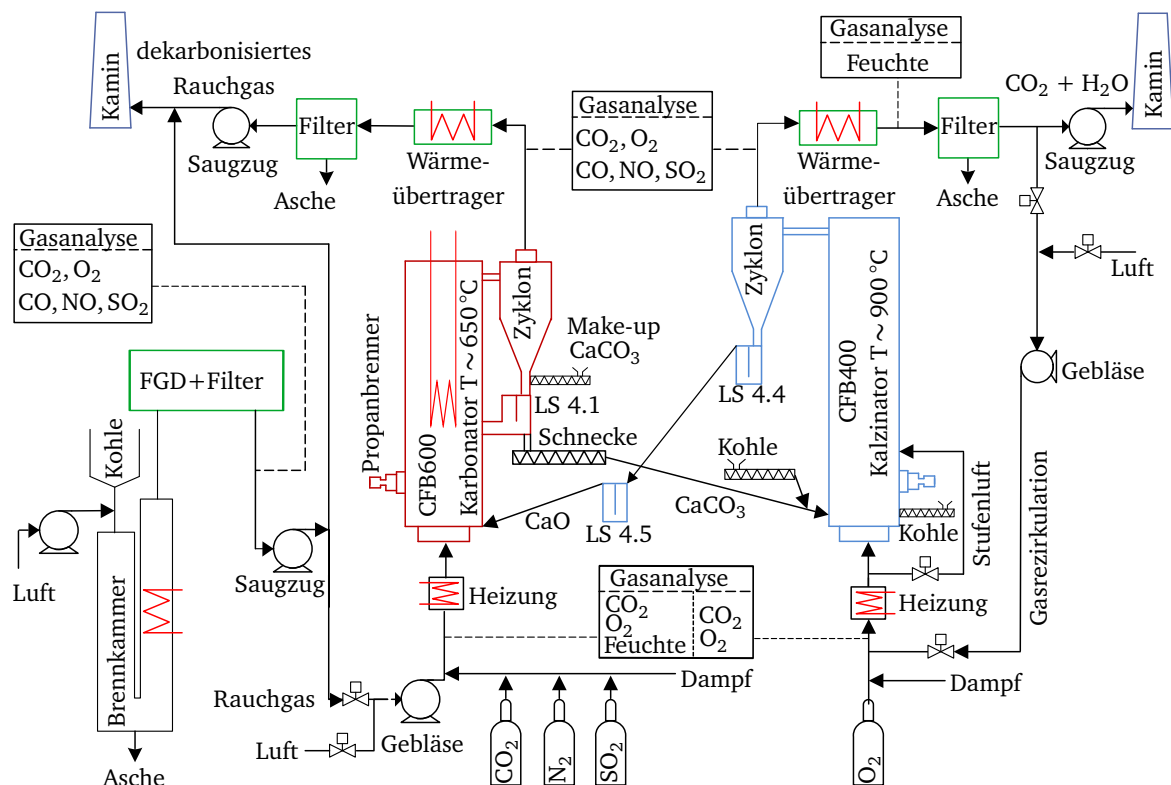 Kamin
dekarbonisiertes
Rauchgas
Saugzug
Filter
Asche
Wärme-
übertrager
Gasanalyse
CO₂, O₂
CO, NO, SO₂
Gasanalyse
Feuchte
Wärme-
übertrager
Filter
Asche
CO₂ + H₂O
Saugzug
Kamin
Luft
Gebläse
Gasrezirkulation
Gasanalyse
CO₂, O₂
CO, NO, SO₂
FGD+Filter
Kohle
Luft
Brennkammer
Asche
Saugzug
Propanbrenner
CFB600
Karbonator T ~ 650 °C
Zyklon
Make-up
CaCO₃
LS 4.1
Schnecke
CaO
LS 4.5
Zyklon
LS 4.4
Kohle
CaCO₃
CFB400
Kalzinator T ~ 900 °C
Kohle
Stufenluft
Heizung
Gasanalyse
CO₂
O₂
Feuchte
CO₂
O₂
Heizung
Rauchgas
Luft
Gebläse
Dampf
CO₂
N₂
SO₂
Dampf
O₂